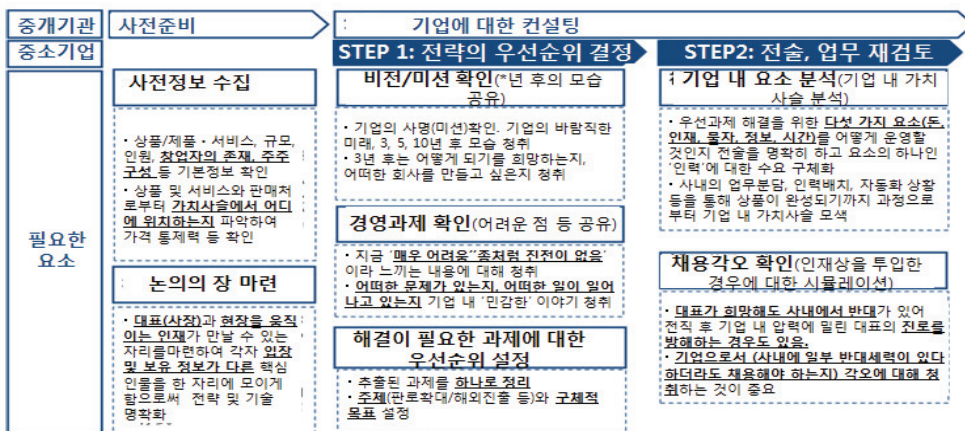 중개기관
사전준비
기업에 대한 컨설팅
중소기업
STEP 1: 전략의 우선순위 결정
STEP2: 전술, 업무 재검토
필요한
요소
사전정보 수집
• 상품/제품・서비스, 규모,
인원, 창업자의 존재, 주주
구성 등 기본정보 확인
• 상품 및 서비스와 판매처
로부터 가치사슬에서 어디
에 위치하는지 파악하여
가격 통제력 등 확인
논의의 장 마련
• 대표(사장)과 현장을 움직
이는 인재가 만날 수 있는
자리를마련하여 각자 입장
및 보유 정보가 다른 핵심
인물을 한 자리에 모이게
함으로써 전략 및 기술
명확화
비전/미션 확인(*년 후의 모습
공유)
• 기업의 사명(미션)확인. 기업의 바람직한
미래, 3, 5, 10년 후 모습 청취
• 3년 후는 어떻게 되기를 희망하는지,
어떠한 회사를 만들고 싶은지 청취
경영과제 확인(어려운 점 등 공유)
• 지금 '매우 어려움''좀처럼 진전이 없음'
이라 느끼는 내용에 대해 청취
• 어떠한 문제가 있는지, 어떠한 일이 일어
나고 있는지 기업 내 '민감한' 이야기 청취
해결이 필요한 과제에 대한
우선순위 설정
• 추출된 과제를 하나로 정리
• 주제(판로확대/해외진출 등)와 구체적
목표 설정
기업 내 요소 분석(기업 내 가치
사슬 분석)
• 우선과제 해결을 위한 다섯 가지 요소(돈,
인재, 물자, 정보, 시간)를 어떻게 운영할
것인지 전술을 명확히 하고 요소의 하나인
'인력'에 대한 수요 구체화
• 사내의 업무분담, 인력배치, 자동화 상황
등을 통해 상품이 완성되기까지 과정으로
부터 기업 내 가치사슬 모색
채용각오 확인(인재상을 투입한
경우에 대한 시뮬레이션)
• 대표가 희망해도 사내에서 반대가 있어
전직 후 기업 내 압력에 밀린 대표의 진로를
방해하는 경우도 있음.
• 기업으로서 (사내에 일부 반대세력이 있다
하더라도 채용해야 하는지) 각오에 대해 청
취하는 것이 중요